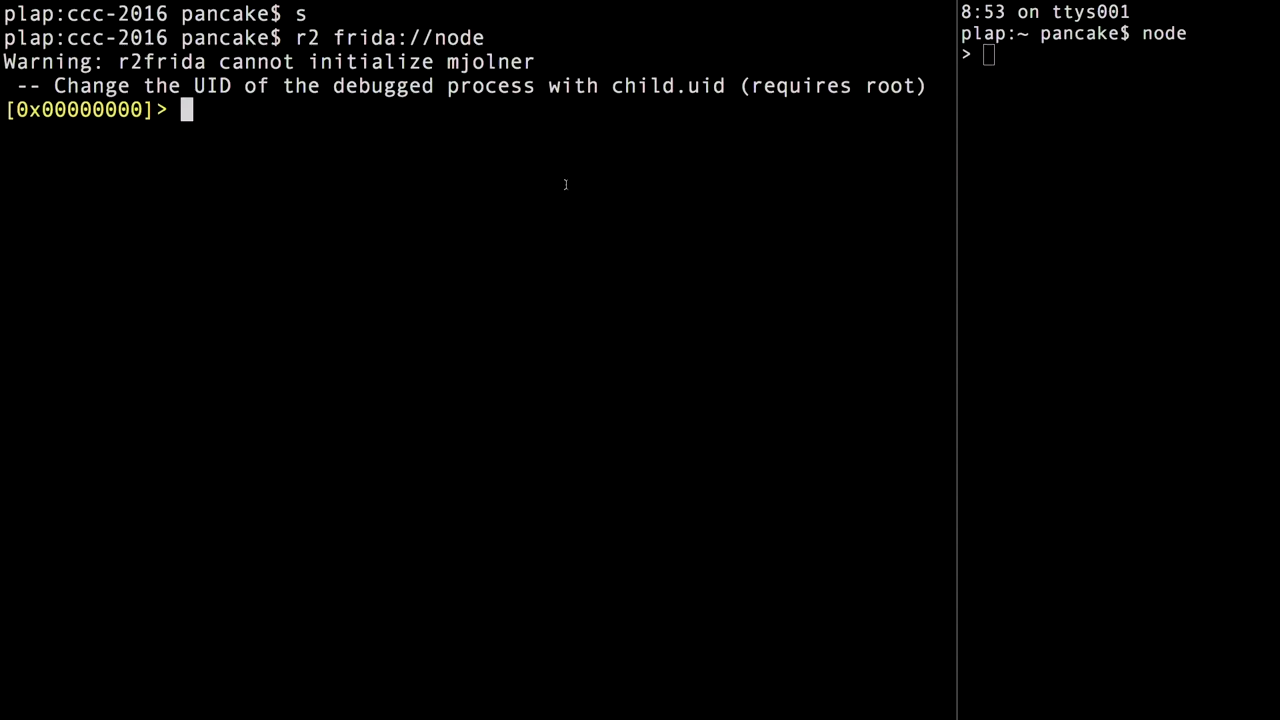 plap:ccc-2016 pancake$ s
plap:ccc-2016 pancake$ r2 frida://node
Warning: r2frida cannot initialize mjolner
 -- Change the UID of the debugged process with child.uid (requires root)
[0x00000000]>
8:53 on ttys001
plap:~ pancake$ node
>